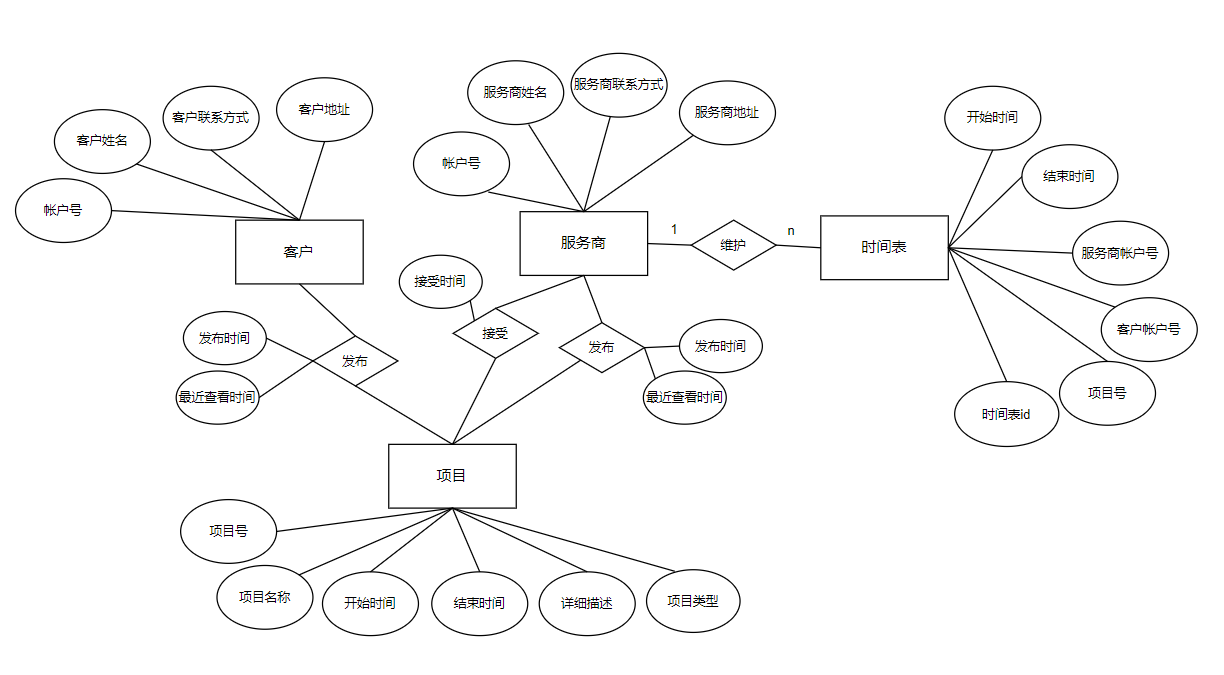 服务商姓名
服务商联系方式
服务商地址
客户姓名
客户联系方式
客户地址
帐户号
帐户号
开始时间
结束时间
客户
服务商
1
维护
n
时间表
服务商帐户号
接受时间
客户帐户号
发布时间
发布
接受
发布
发布时间
最近查看时间
最近查看时间
项目号
时间表id
项目
项目号
项目名称
开始时间
结束时间
详细描述
项目类型